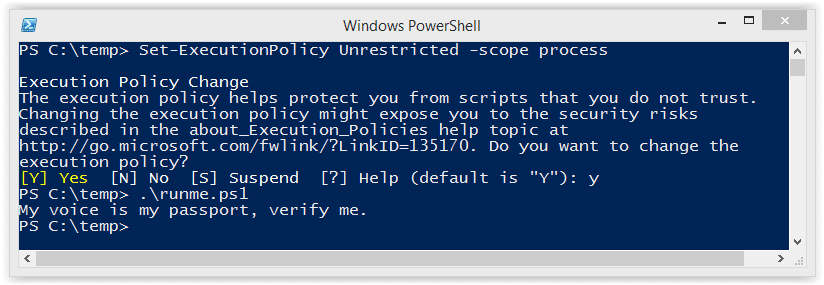 Windows PowerShell
PS C:\temp> Set-ExecutionPolicy Unrestricted -scope process
Execution Policy Change
The execution policy helps protect you from scripts that you do not trust.
Changing the execution policy might expose you to the security risks
described in the about_Execution_Policies help topic at
http://go.microsoft.com/fwlink/?LinkID=135170. Do you want to change the
execution policy?
[Y] Yes  [N] No  [S] Suspend  [?] Help (default is "Y"): y
PS C:\temp> .\runme.ps1
My voice is my passport, verify me.
PS C:\temp>